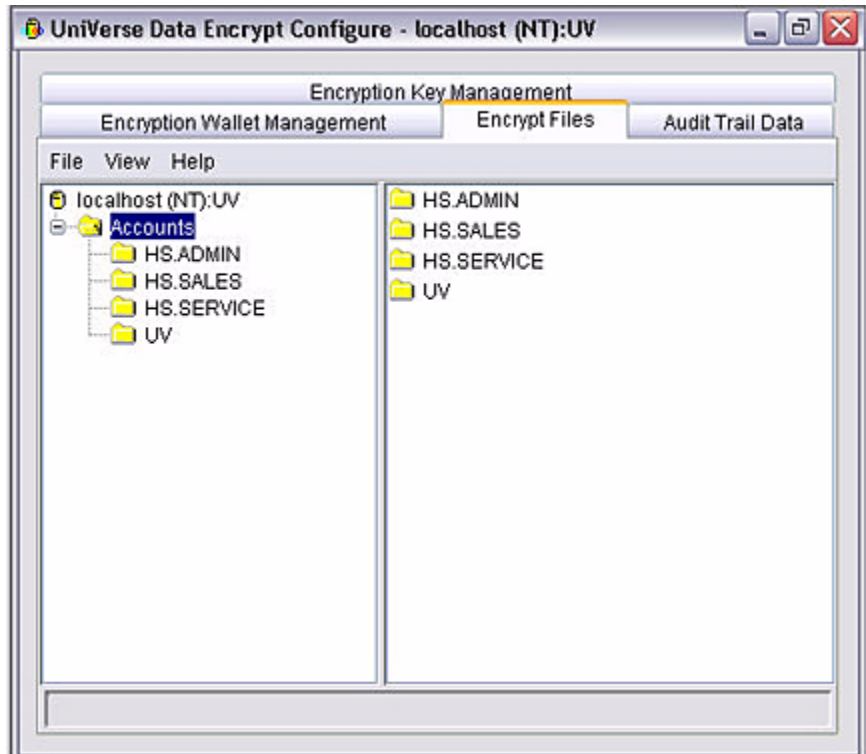 UniVerse Data Encrypt Configure - localhost (NT):UV
Encryption Key Management
Encryption Wallet Management
Encrypt Files
Audit Trail Data
File View Help
localhost (NT):UV
Accounts
HS.ADMIN
HS.SALES
HS.SERVICE
UV
HS.ADMIN
HS.SALES
HS.SERVICE
UV